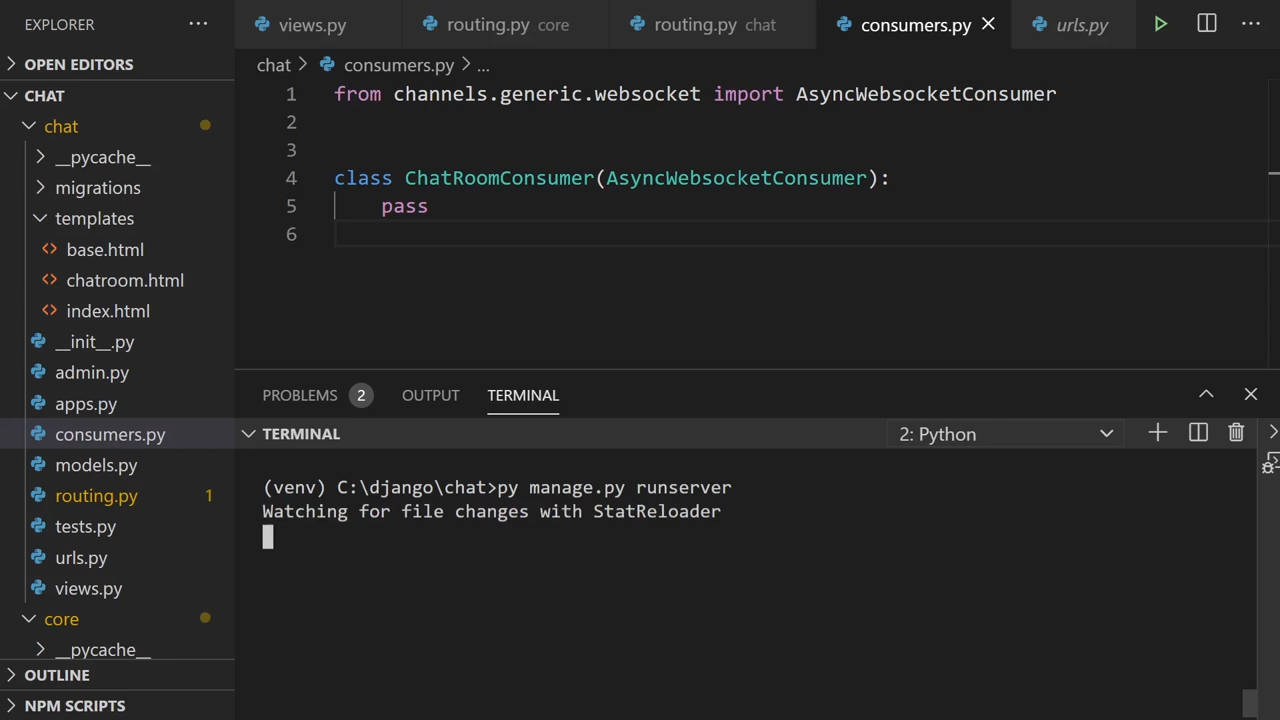 EXPLORER
views.py
routing.py core
routing.py chat
consumers.py
urls.py
OPEN EDITORS
CHAT
chat
__pycache__
migrations
templates
base.html
chatroom.html
index.html
__init__.py
admin.py
apps.py
consumers.py
models.py
routing.py 1
tests.py
urls.py
views.py
core
__pycache__
OUTLINE
NPM SCRIPTS
chat > consumers.py > ...
1 from channels.generic.websocket import AsyncWebsocketConsumer
2
3
4 class ChatRoomConsumer(AsyncWebsocketConsumer):
5 pass
6
PROBLEMS 2 OUTPUT TERMINAL
TERMINAL
2: Python
(venv) C:\django\chat>py manage.py runserver
Watching for file changes with StatReloader